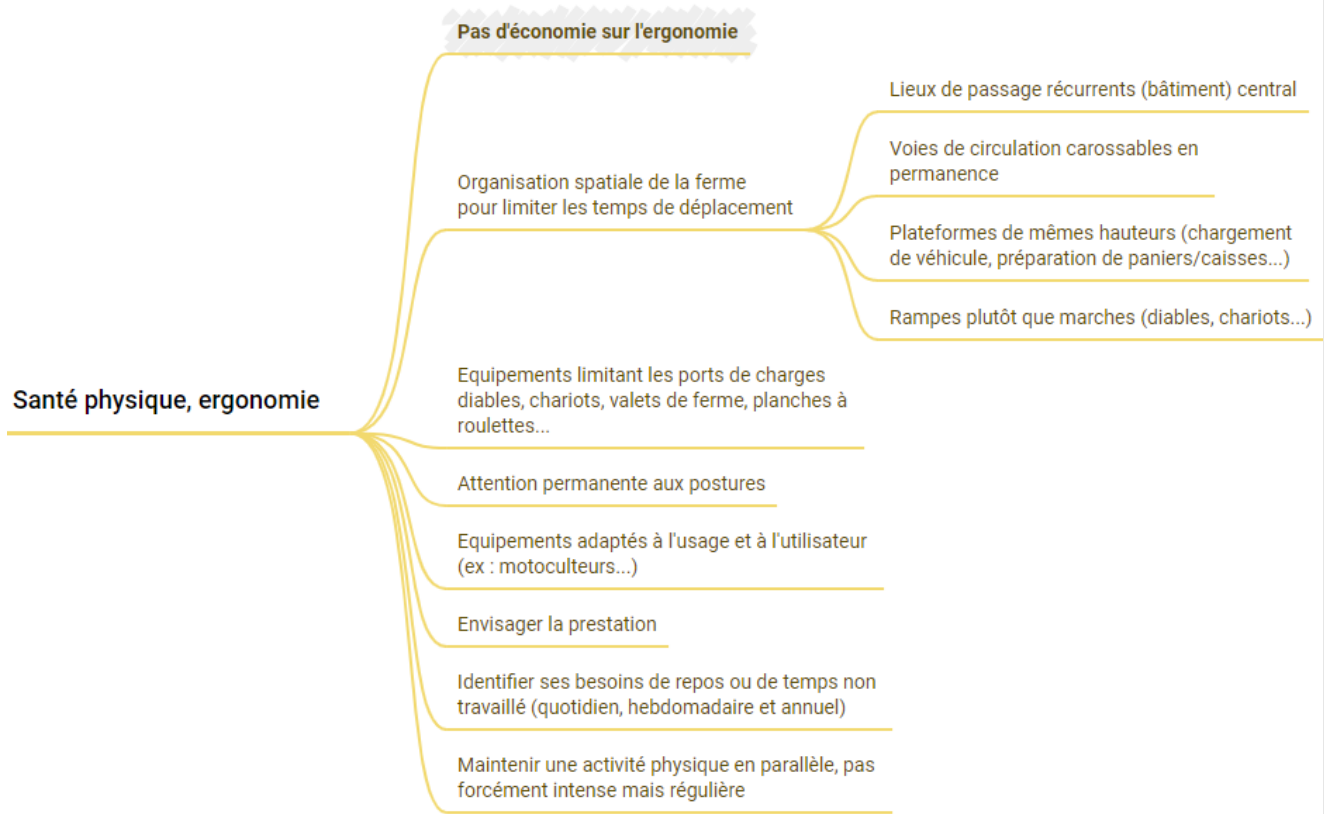 Pas d'économie sur l'ergonomie
Lieux de passage récurrents (bâtiment) central
Voies de circulation carossables en
permanence
Organisation spatiale de la ferme
pour limiter les temps de déplacement
Plateformes de mêmes hauteurs (chargement
de véhicule, préparation de paniers/caisses...)
Rampes plutôt que marches (diables, chariots...)
Santé physique, ergonomie
Equipements limitant les ports de charges
diables, chariots, valets de ferme, planches à
roulettes...
Attention permanente aux postures
Equipements adaptés à l'usage et à l'utilisateur
(ex : motoculteurs...)
Envisager la prestation
Identifier ses besoins de repos ou de temps non
travaillé (quotidien, hebdomadaire et annuel)
Maintenir une activité physique en parallèle, pas
forcément intense mais régulière